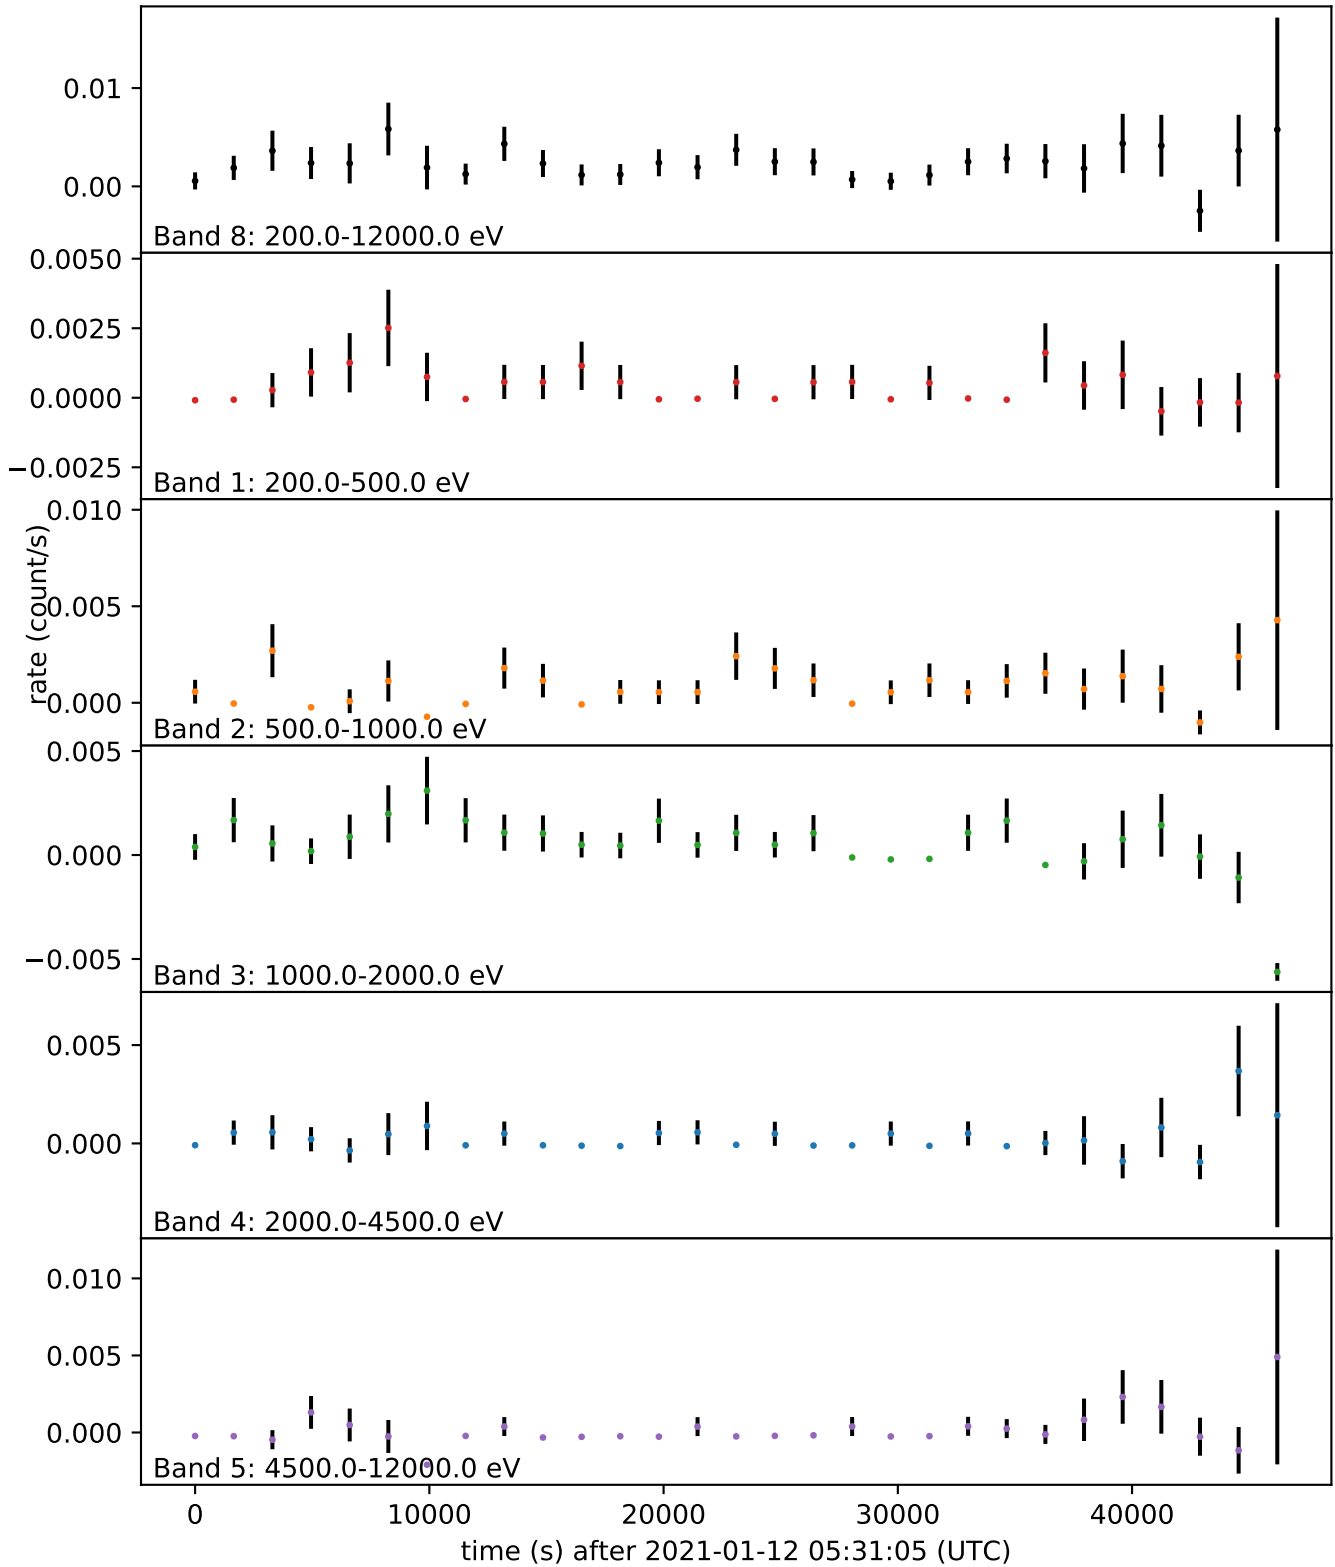 0.01
0.00
Band 8: 200.0-12000.0 eV
0.0050
0.0025
0.0000
−0.0025
Band 1: 200.0-500.0 eV
rate (count/s)
0.010
0.005
0.000
Band 2: 500.0-1000.0 eV
0.005
0.000
−0.005
Band 3: 1000.0-2000.0 eV
0.005
0.000
Band 4: 2000.0-4500.0 eV
0.010
0.005
0.000
Band 5: 4500.0-12000.0 eV
0 10000 20000 30000 40000
time (s) after 2021-01-12 05:31:05 (UTC)